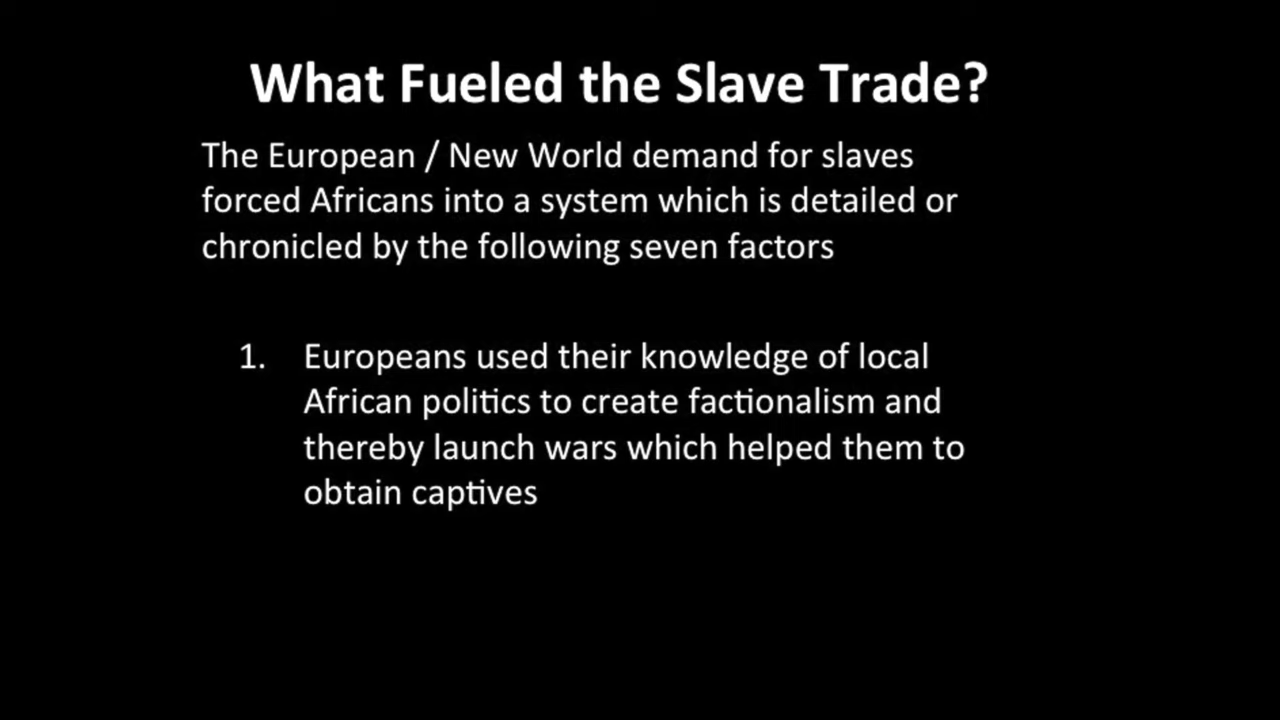 What Fueled the Slave Trade?
The European / New World demand for slaves
forced Africans into a system which is detailed or
chronicled by the following seven factors
1. Europeans used their knowledge of local
African politics to create factionalism and
thereby launch wars which helped them to
obtain captives